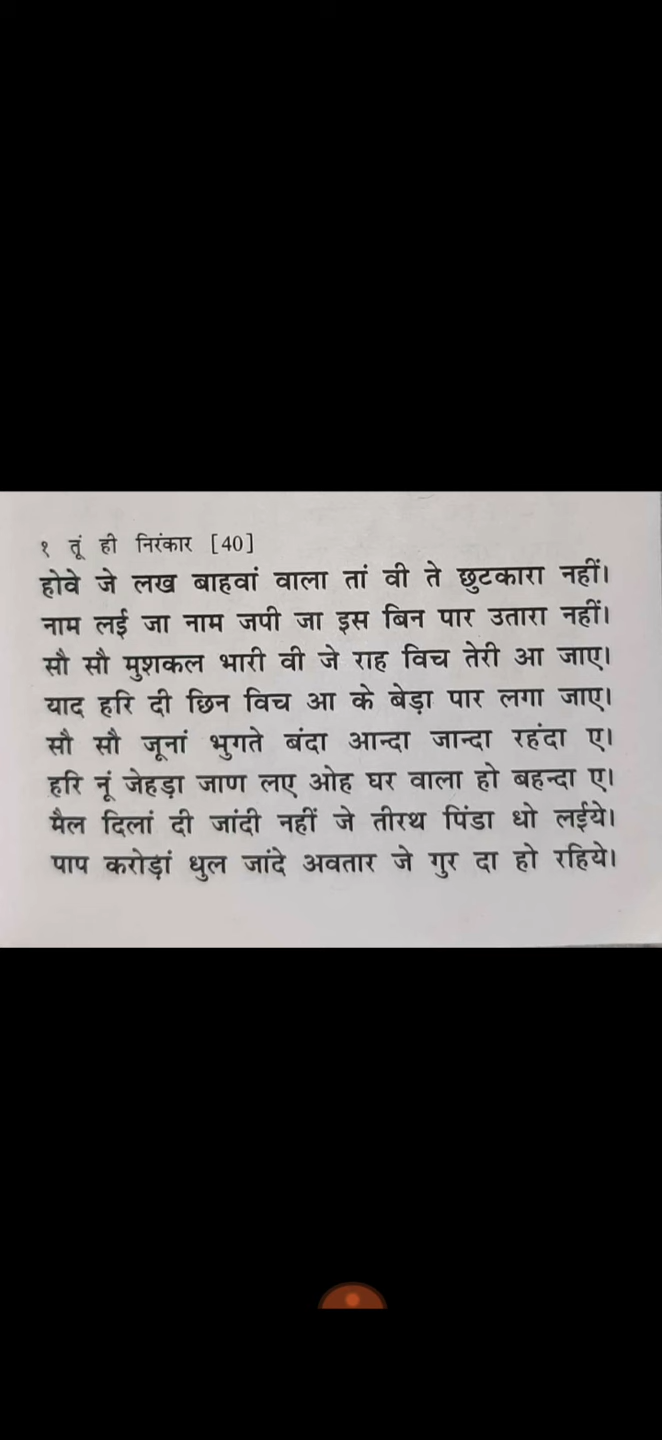 १ तूं ही निरंकार [40]
होवे जे लख बाहवां वाला तां वी ते छुटकारा नहीं।
नाम लई जा नाम जपी जा इस बिन पार उतारा नहीं।
सौ सौ मुशकल भारी वी जे राह विच तेरी आ जाए।
याद हरि दी छिन विच आ के बेड़ा पार लगा जाए।
सौ सौ जूनां भुगते बंदा आन्दा जान्दा रहंदा ए।
हरि नूं जेहड़ा जाण लए ओह घर वाला हो बहन्दा ए।
मैल दिलां दी जांदी नहीं जे तीरथ पिंडा धो लईये।
पाप करोड़ां धुल जांदे अवतार जे गुर दा हो रहिये।